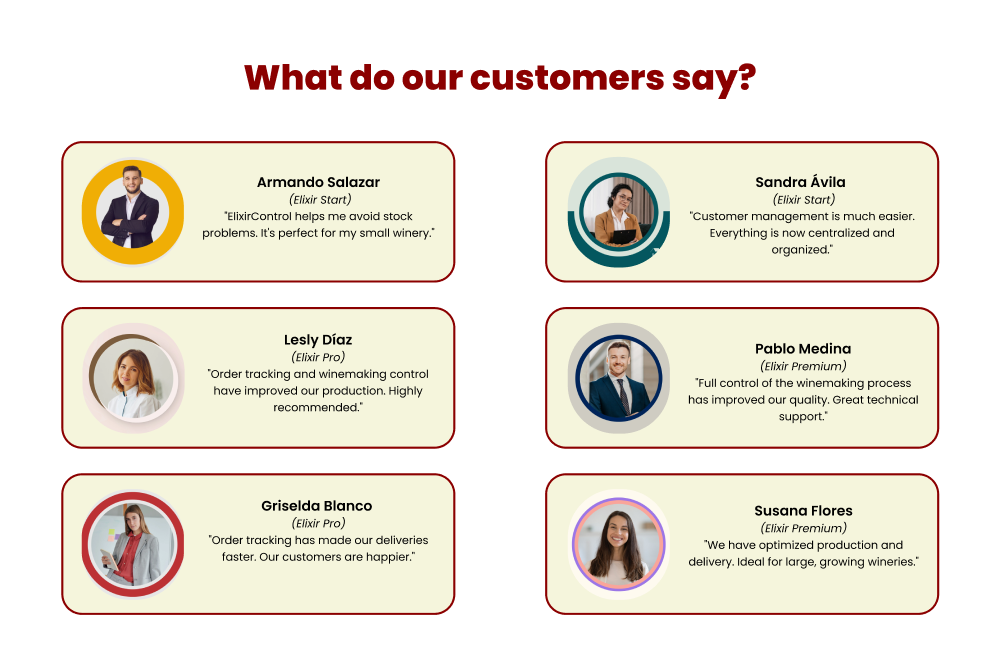 What do our customers say?
Armando Salazar
(Elixir Start)
"ElixirControl helps me avoid stock
problems. It's perfect for my small winery."
Sandra Ávila
(Elixir Start)
"Customer management is much easier.
Everything is now centralized and
organized."
Lesly Díaz
(Elixir Pro)
"Order tracking and winemaking control
have improved our production. Highly
recommended."
Pablo Medina
(Elixir Premium)
"Full control of the winemaking process
has improved our quality. Great technical
support."
Griselda Blanco
(Elixir Pro)
"Order tracking has made our deliveries
faster. Our customers are happier."
Susana Flores
(Elixir Premium)
"We have optimized production and
delivery. Ideal for large, growing wineries."